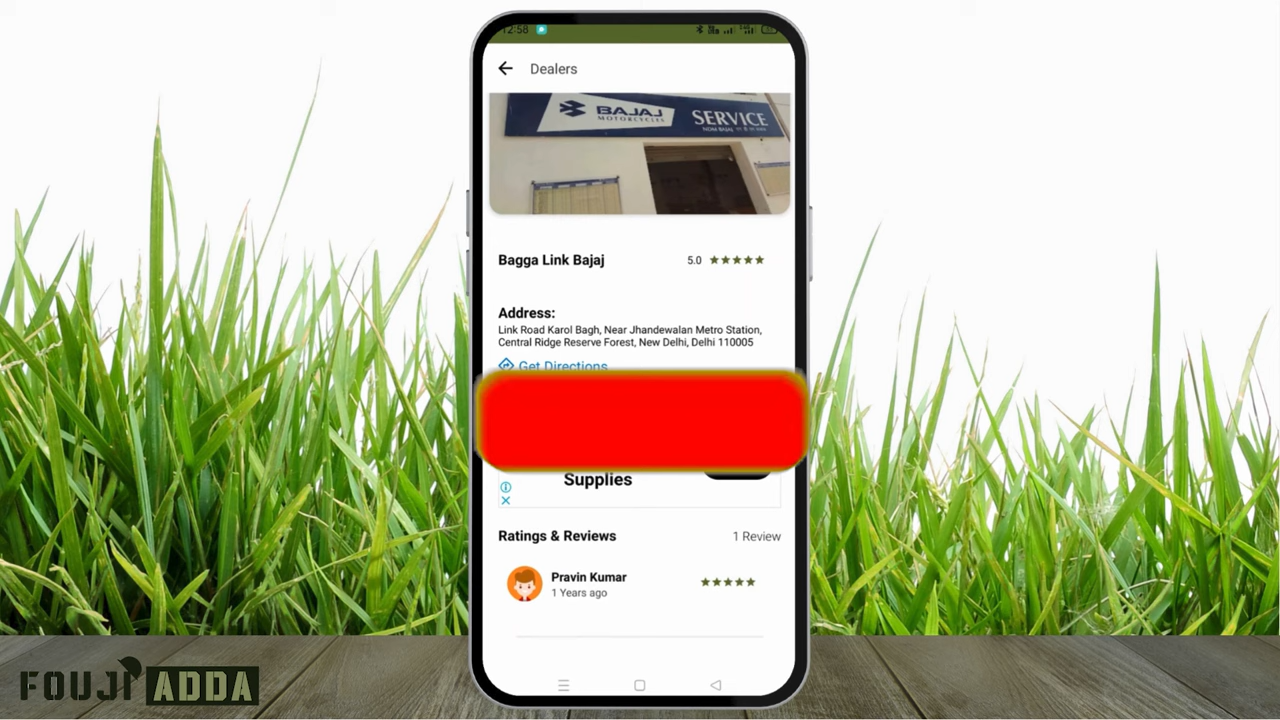 12:58
Dealers
BAJAJ
MOTORCYCLES
SERVICE
Bagga Link Bajaj
5.0
Address:
Link Road Karol Bagh, Near Jhandewalan Metro Station,
Central Ridge Reserve Forest, New Delhi, Delhi 110005
Get Directions
Supplies
Ratings & Reviews
1 Review
Pravin Kumar
1 Years ago
FOUJI ADDA